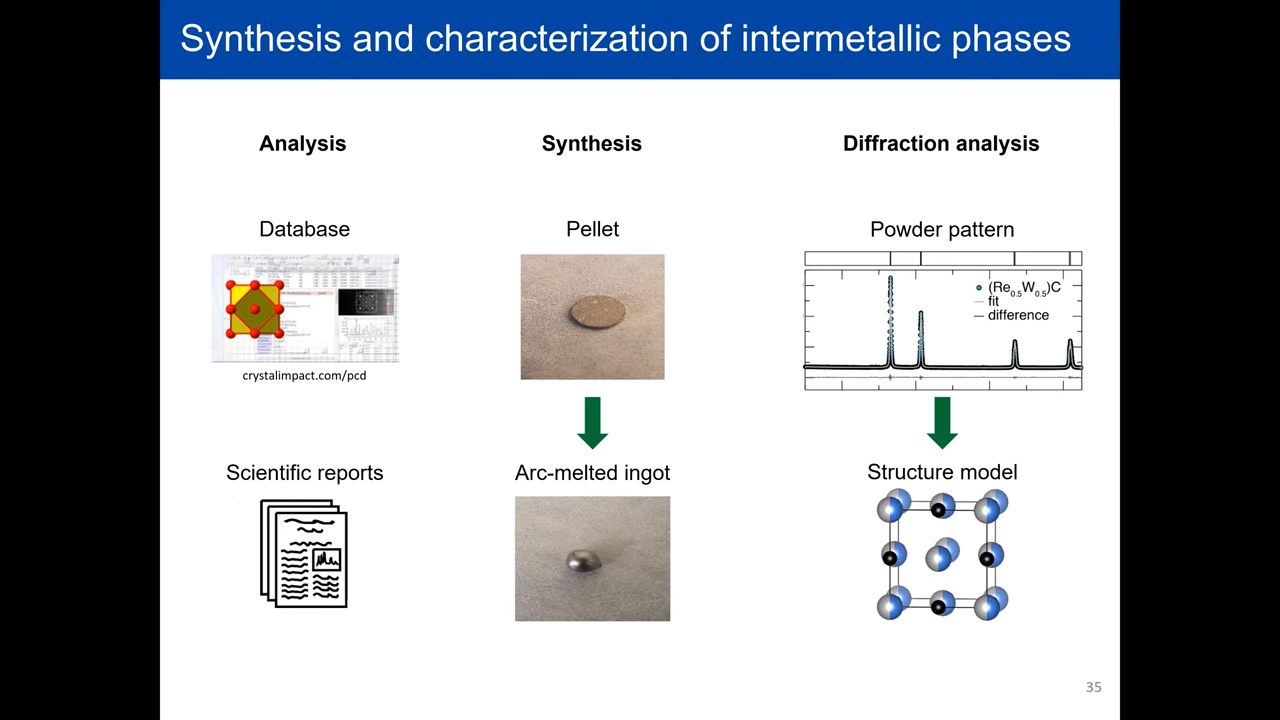 Synthesis and characterization of intermetallic phases
Analysis
Synthesis
Diffraction analysis
Database
Pellet
Powder pattern
(Re0.5W0.5)C
fit
difference
crystalimpact.com/pcd
Scientific reports
Arc-melted ingot
Structure model
35